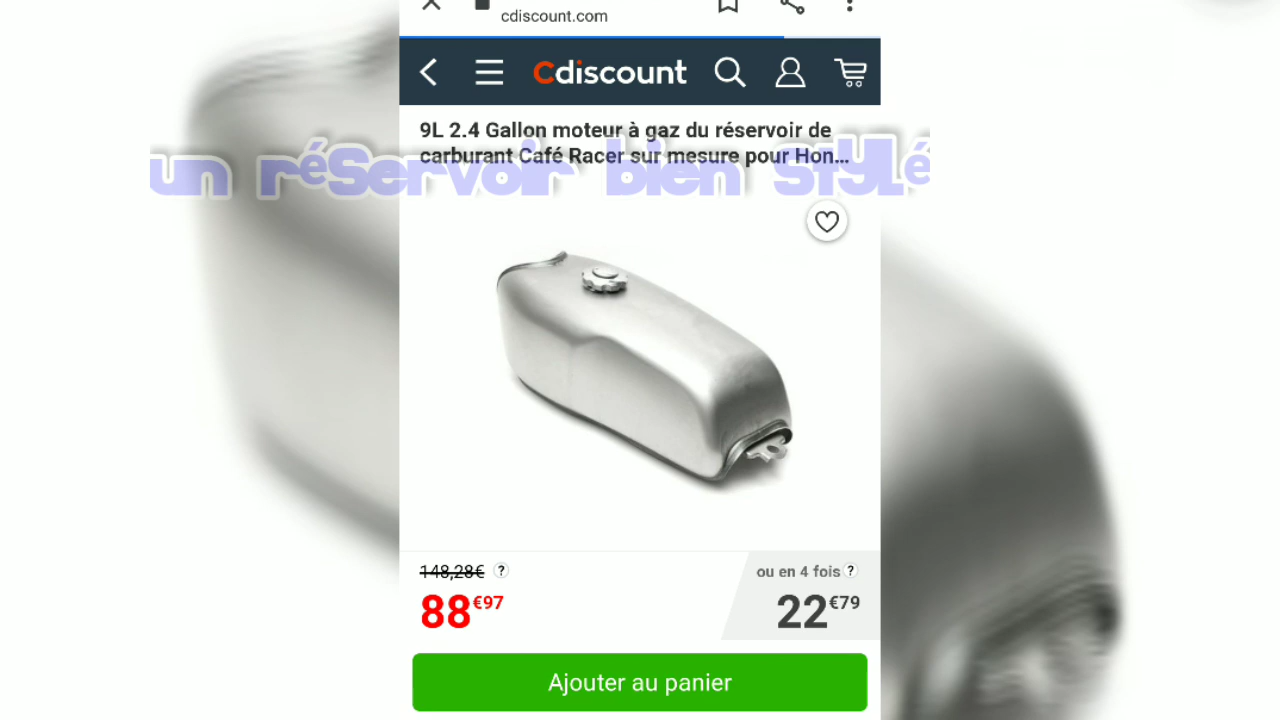 cdiscount.com
Cdiscount
9L 2.4 Gallon moteur à gaz du réservoir de
carburant Café Racer sur mesure pour Hon...
un réservoir bien stylé
148,28€ ?
ou en 4 fois ?
88€97
22€79
Ajouter au panier